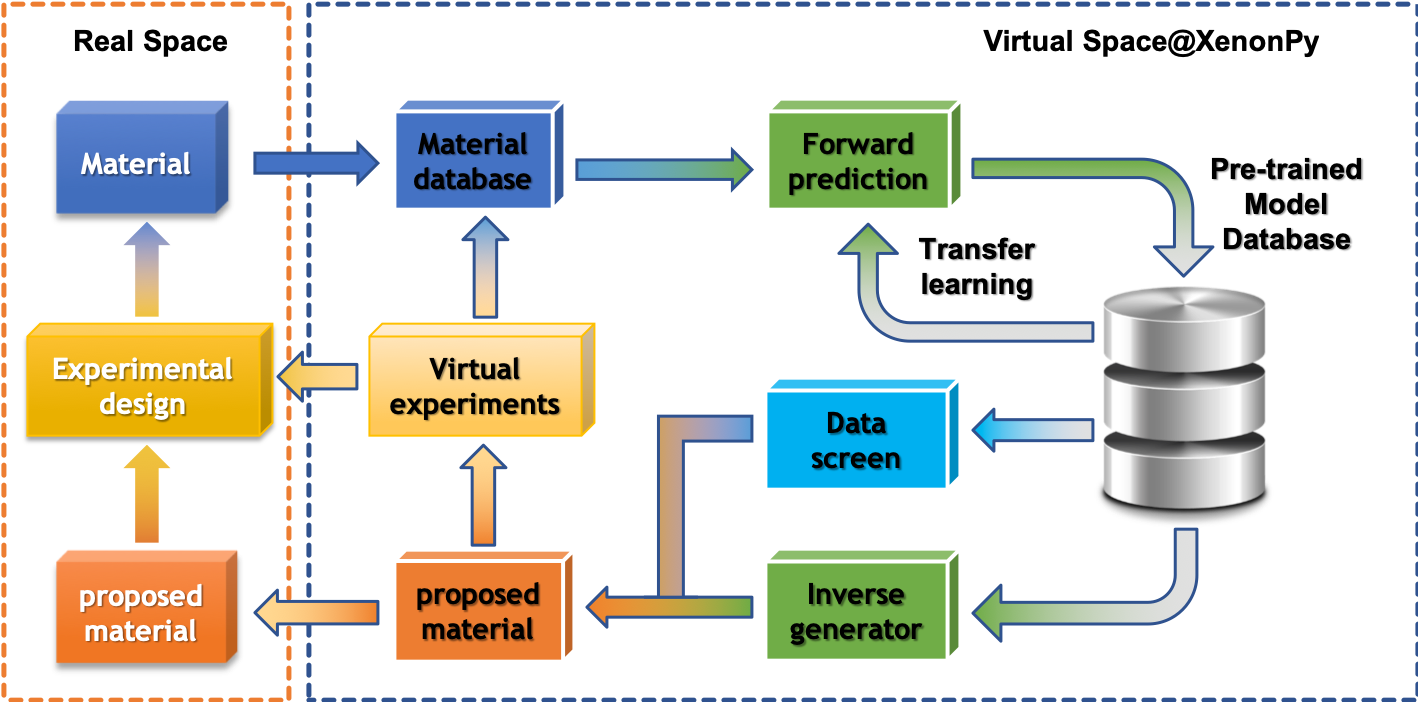 Real Space
Virtual Space@XenonPy
Material
Material
database
Forward
prediction
Pre-trained
Model
Database
Transfer
learning
Experimental
design
Virtual
experiments
Data
screen
proposed
material
proposed
material
Inverse
generator